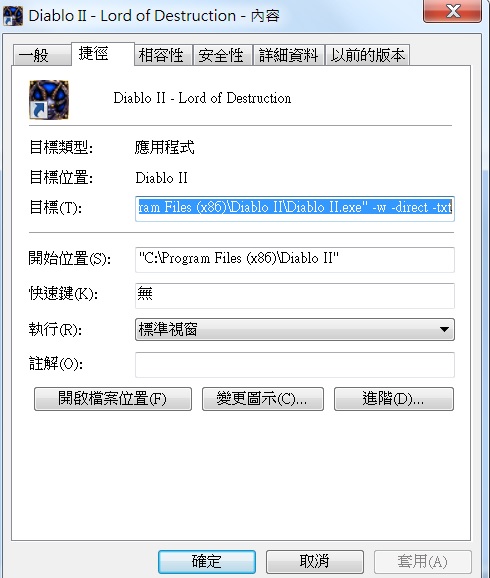 Diablo II - Lord of Destruction - 內容
一般 捷徑 相容性 安全性 詳細資料 以前的版本
Diablo II - Lord of Destruction
目標類型: 應用程式
目標位置: Diablo II
目標(T): ram Files (x86)\Diablo II\Diablo II.exe" -w -direct -txt
開始位置(S): "C:\Program Files (x86)\Diablo II"
快速鍵(K): 無
執行(R): 標準視窗
註解(O):
開啟檔案位置(F) 變更圖示(C)... 進階(D)...
確定 取消 套用(A)